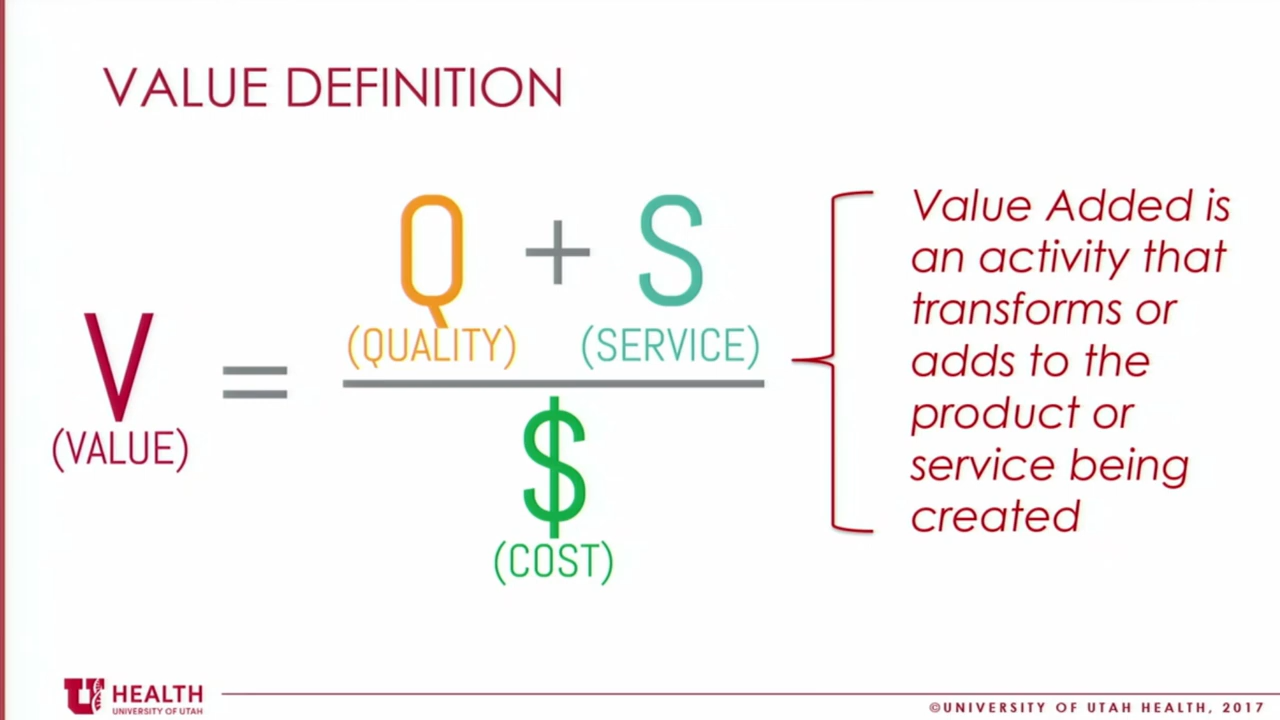 VALUE DEFINITION
V
(VALUE)
=
Q + S
(QUALITY) (SERVICE)
$
(COST)
Value Added is
an activity that
transforms or
adds to the
product or
service being
created
U HEALTH
UNIVERSITY OF UTAH
©UNIVERSITY OF UTAH HEALTH, 2017